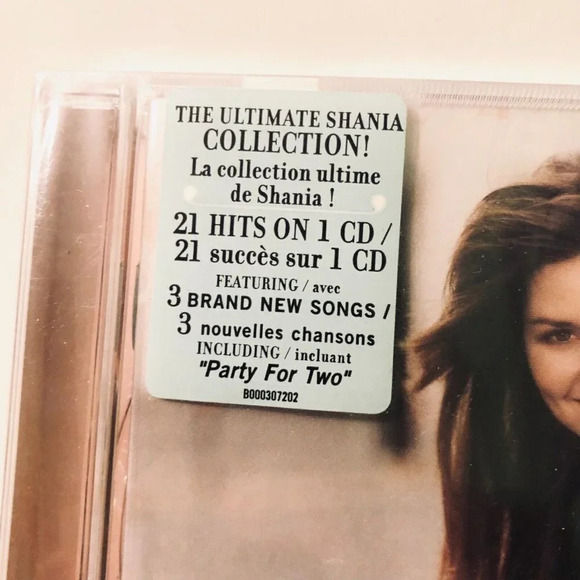 THE ULTIMATE SHANIA
COLLECTION!
La collection ultime
de Shania !
21 HITS ON 1 CD /
21 succès sur 1 CD
FEATURING / avec
3 BRAND NEW SONGS /
3 nouvelles chansons
INCLUDING / incluant
"Party For Two"
B000307202